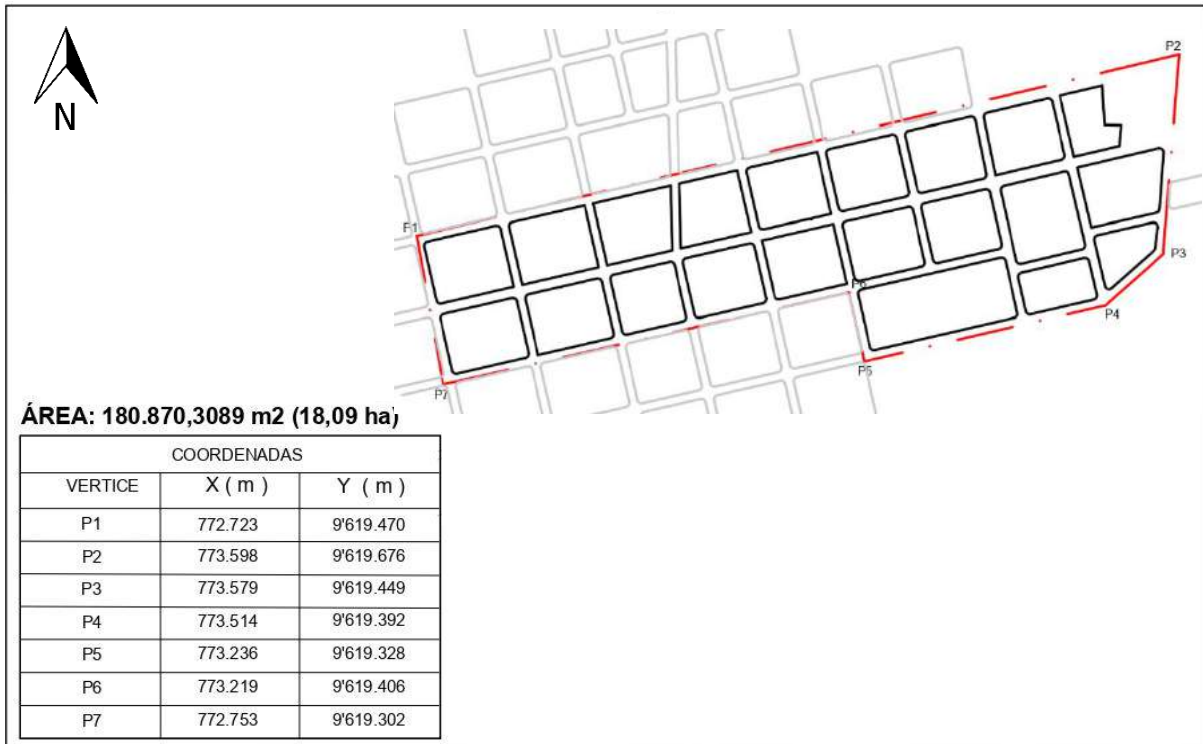 N
P2
P1
P3
P6
P4
P5
P7
ÁREA: 180.870,3089 m2 (18,09 ha)
COORDENADAS
VERTICE X ( m ) Y ( m )
P1 772.723 9'619.470
P2 773.598 9'619.676
P3 773.579 9'619.449
P4 773.514 9'619.392
P5 773.236 9'619.328
P6 773.219 9'619.406
P7 772.753 9'619.302